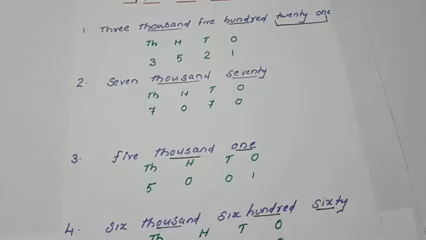 1. Three thousand five hundred twenty one
Th H T O
3 5 2 1
2. Seven thousand seventy
Th H T O
7 0 7 0
3. Five thousand one
Th H T O
5 0 0 1
4. Six thousand six hundred sixty
Th H T O